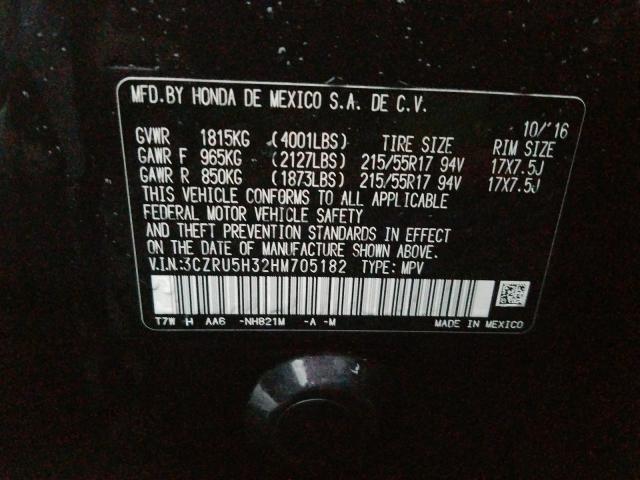 MFD.BY HONDA DE MEXICO S.A. DE C.V.
10/'16
GVWR 1815KG (4001LBS) TIRE SIZE RIM SIZE
GAWR F 965KG (2127LBS) 215/55R17 94V 17X7.5J
GAWR R 850KG (1873LBS) 215/55R17 94V 17X7.5J
THIS VEHICLE CONFORMS TO ALL APPLICABLE
FEDERAL MOTOR VEHICLE SAFETY
AND THEFT PREVENTION STANDARDS IN EFFECT
ON THE DATE OF MANUFACTURE SHOWN ABOVE.
V.I.N:3CZRU5H32HM705182 TYPE: MPV
T7W H AA6 -NH821M -A -M MADE IN MEXICO